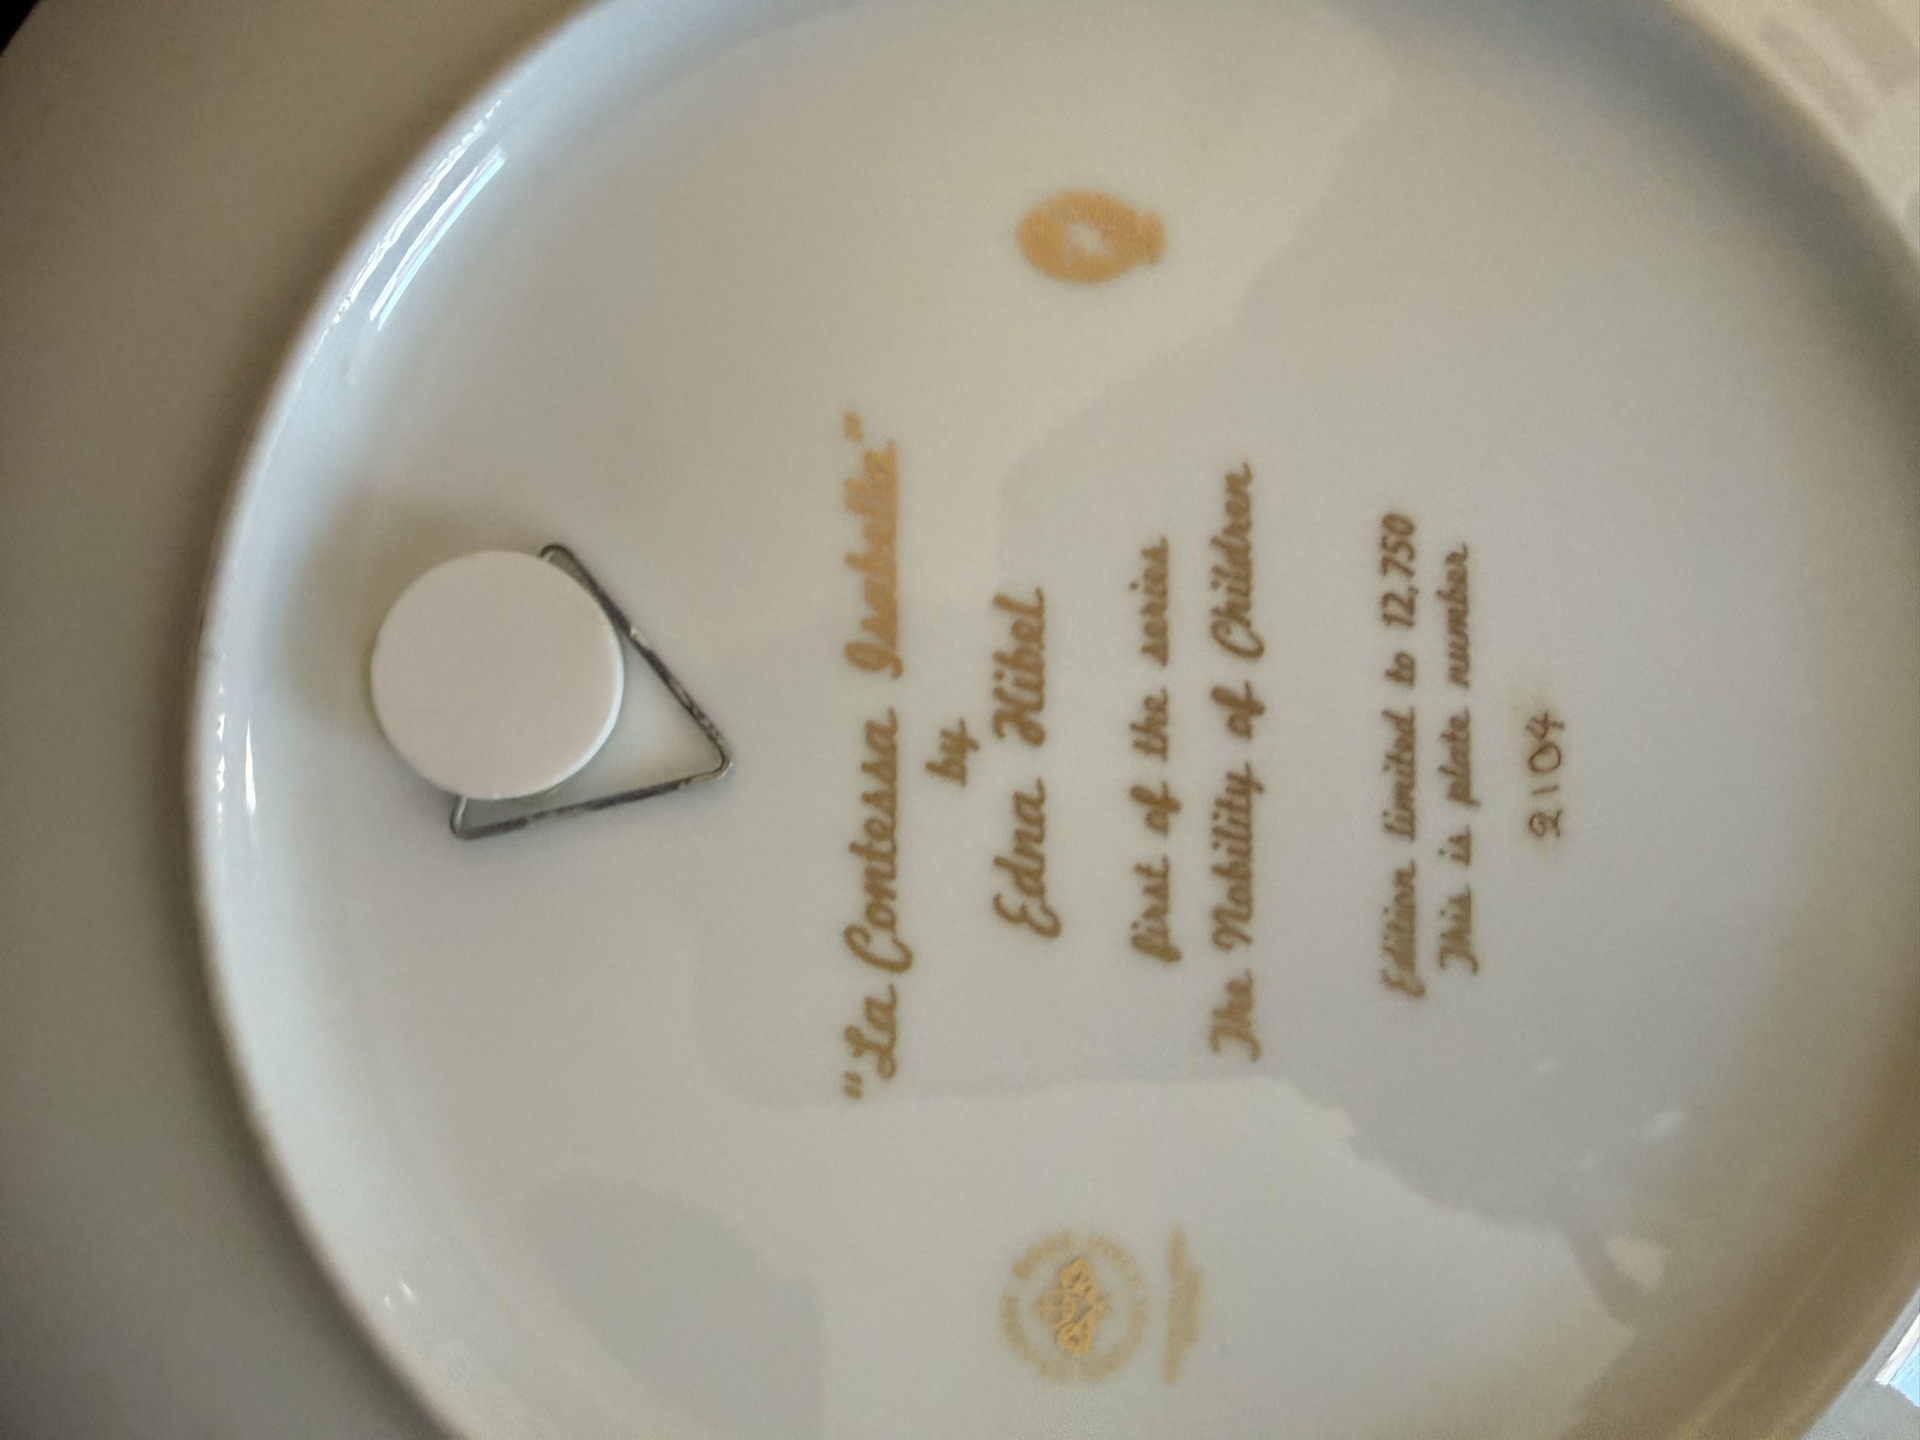 "La Contessa Isabella"
by
Edna Hibel
first of the series
The Nobility of Children
Edition limited to 12,750
This is plate number
2104